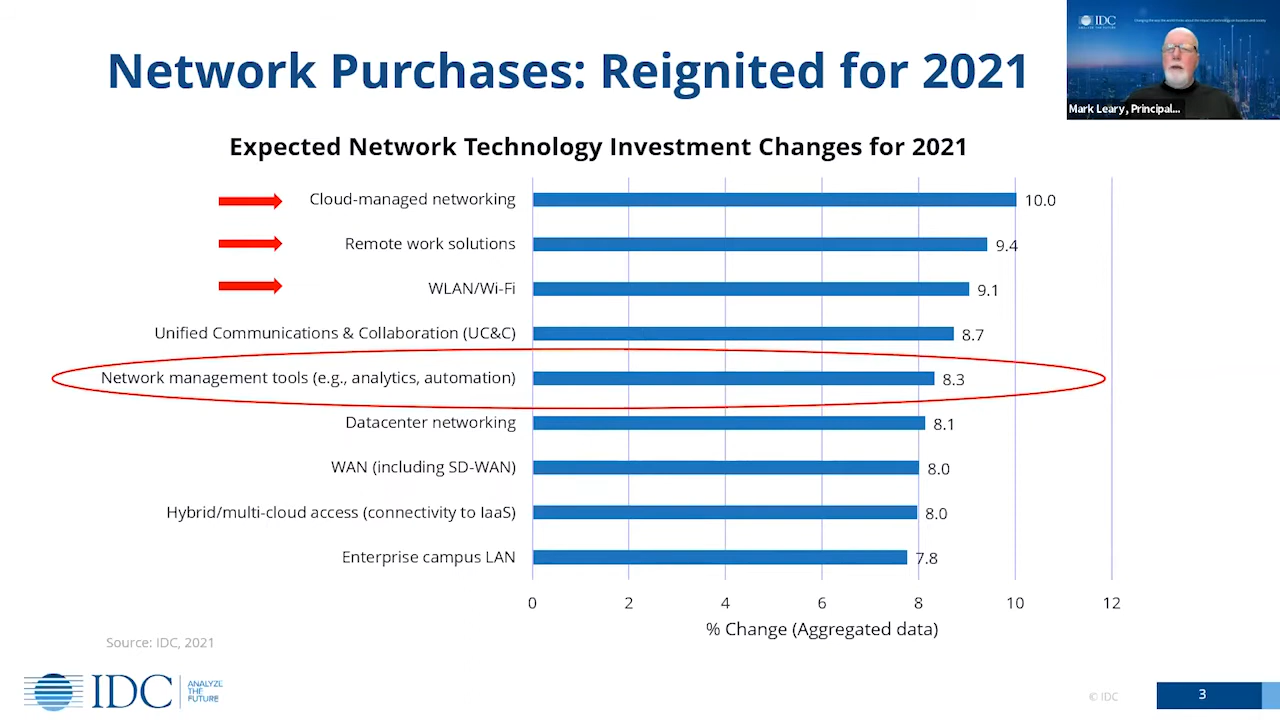 Network Purchases: Reignited for 2021
IDC
Mark Leary, Principal...
Expected Network Technology Investment Changes for 2021
Cloud-managed networking 10.0
Remote work solutions 9.4
WLAN/Wi-Fi 9.1
Unified Communications & Collaboration (UC&C) 8.7
Network management tools (e.g., analytics, automation) 8.3
Datacenter networking 8.1
WAN (including SD-WAN) 8.0
Hybrid/multi-cloud access (connectivity to IaaS) 8.0
Enterprise campus LAN 7.8
0 2 4 6 8 10 12
% Change (Aggregated data)
Source: IDC, 2021
IDC
ANALYZE
THE
FUTURE
© IDC
3